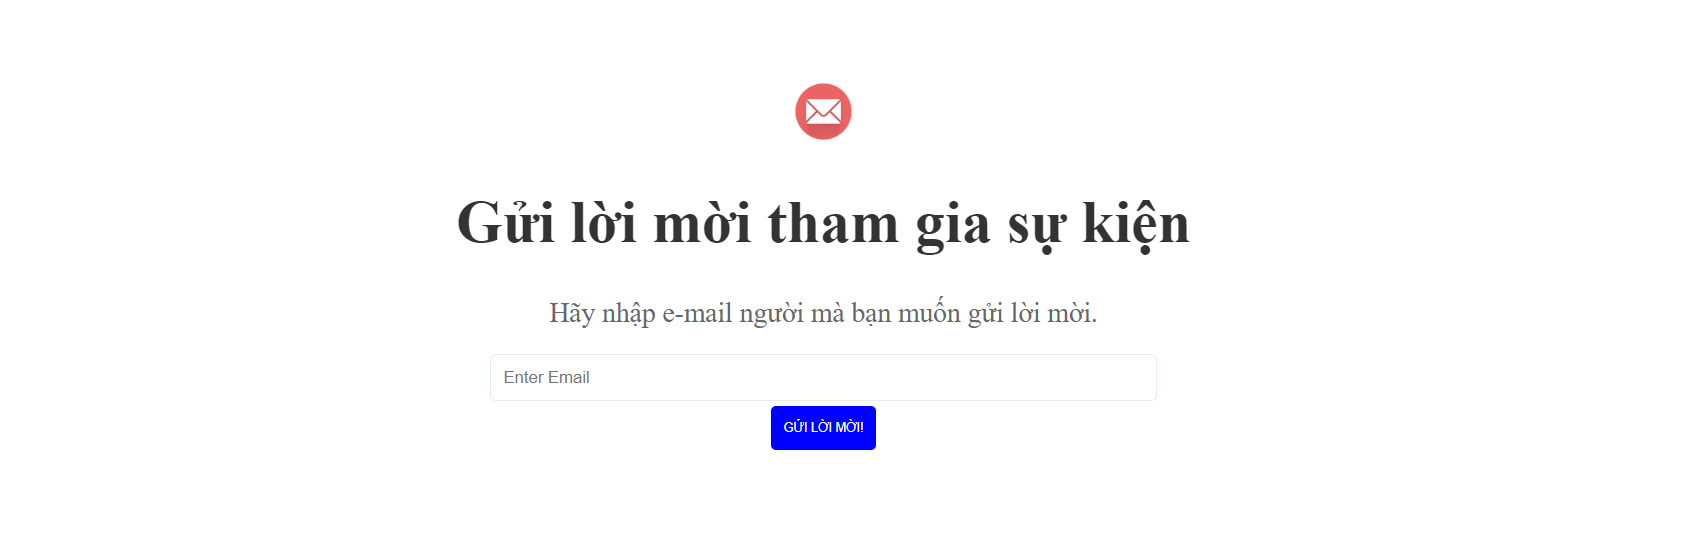 Gửi lời mời tham gia sự kiện
Hãy nhập e-mail người mà bạn muốn gửi lời mời.
Enter Email
GỬI LỜI MỜI!